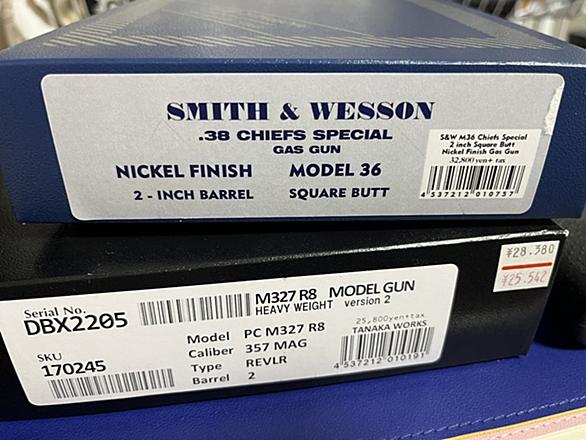 SMITH & WESSON
.38 CHIEFS SPECIAL
GAS GUN
NICKEL FINISH MODEL 36
2 - INCH BARREL SQUARE BUTT
S&W M36 Chiefs Special
2 inch Square Butt
Nickel Finish Gas Gun
32,800 yen+ tax
4 537212 010757
¥28.380
¥25.542
Serial No.
DBX2205
M327 R8 MODEL GUN
HEAVY WEIGHT version 2
25,800yen+tax
TANAKA WORKS
Model PC M327 R8
Caliber 357 MAG
Type REVLR
Barrel 2
SKU
170245
4 537212 010191